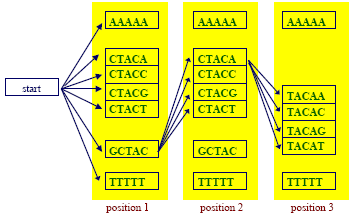 AAAAA AAAAA AAAAA
CTACA CTACA
CTACC CTACC
start CTACG CTACG TACAA
CTACT CTACT TACAC
TACAG
GCTAC GCTAC TACAT
TTTTT TTTTT TTTTT
position 1 position 2 position 3